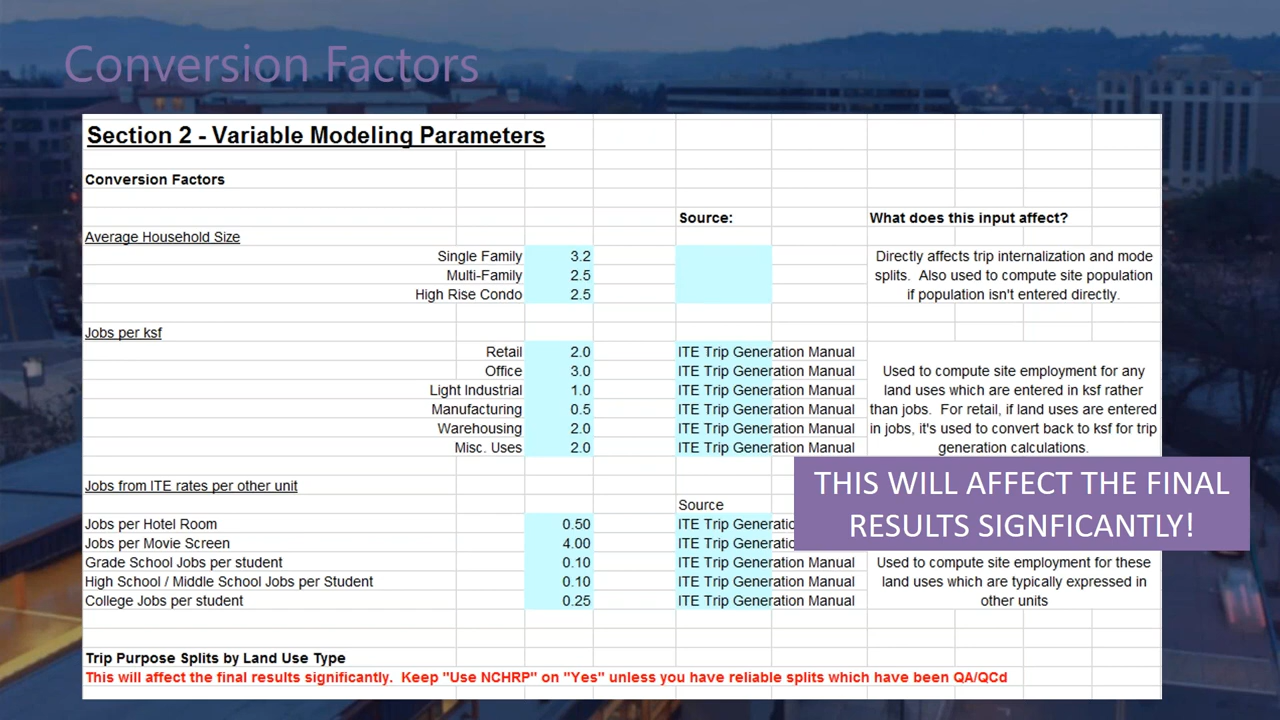 Conversion Factors
Section 2 - Variable Modeling Parameters
Conversion Factors
Source: What does this input affect?
Average Household Size
Single Family 3.2 Directly affects trip internalization and mode
Multi-Family 2.5 splits. Also used to compute site population
High Rise Condo 2.5 if population isn't entered directly.
Jobs per ksf
Retail 2.0 ITE Trip Generation Manual
Office 3.0 ITE Trip Generation Manual Used to compute site employment for any
Light Industrial 1.0 ITE Trip Generation Manual land uses which are entered in ksf rather
Manufacturing 0.5 ITE Trip Generation Manual than jobs. For retail, if land uses are entered
Warehousing 2.0 ITE Trip Generation Manual in jobs, it's used to convert back to ksf for trip
Misc. Uses 2.0 ITE Trip Generation Manual generation calculations.
THIS WILL AFFECT THE FINAL
RESULTS SIGNFICANTLY!
Jobs from ITE rates per other unit
Source
Jobs per Hotel Room 0.50 ITE Trip Generatio
Jobs per Movie Screen 4.00 ITE Trip Generatio
Grade School Jobs per student 0.10 ITE Trip Generation Manual Used to compute site employment for these
High School / Middle School Jobs per Student 0.10 ITE Trip Generation Manual land uses which are typically expressed in
College Jobs per student 0.25 ITE Trip Generation Manual other units
Trip Purpose Splits by Land Use Type
This will affect the final results significantly. Keep "Use NCHRP" on "Yes" unless you have reliable splits which have been QA/QCd